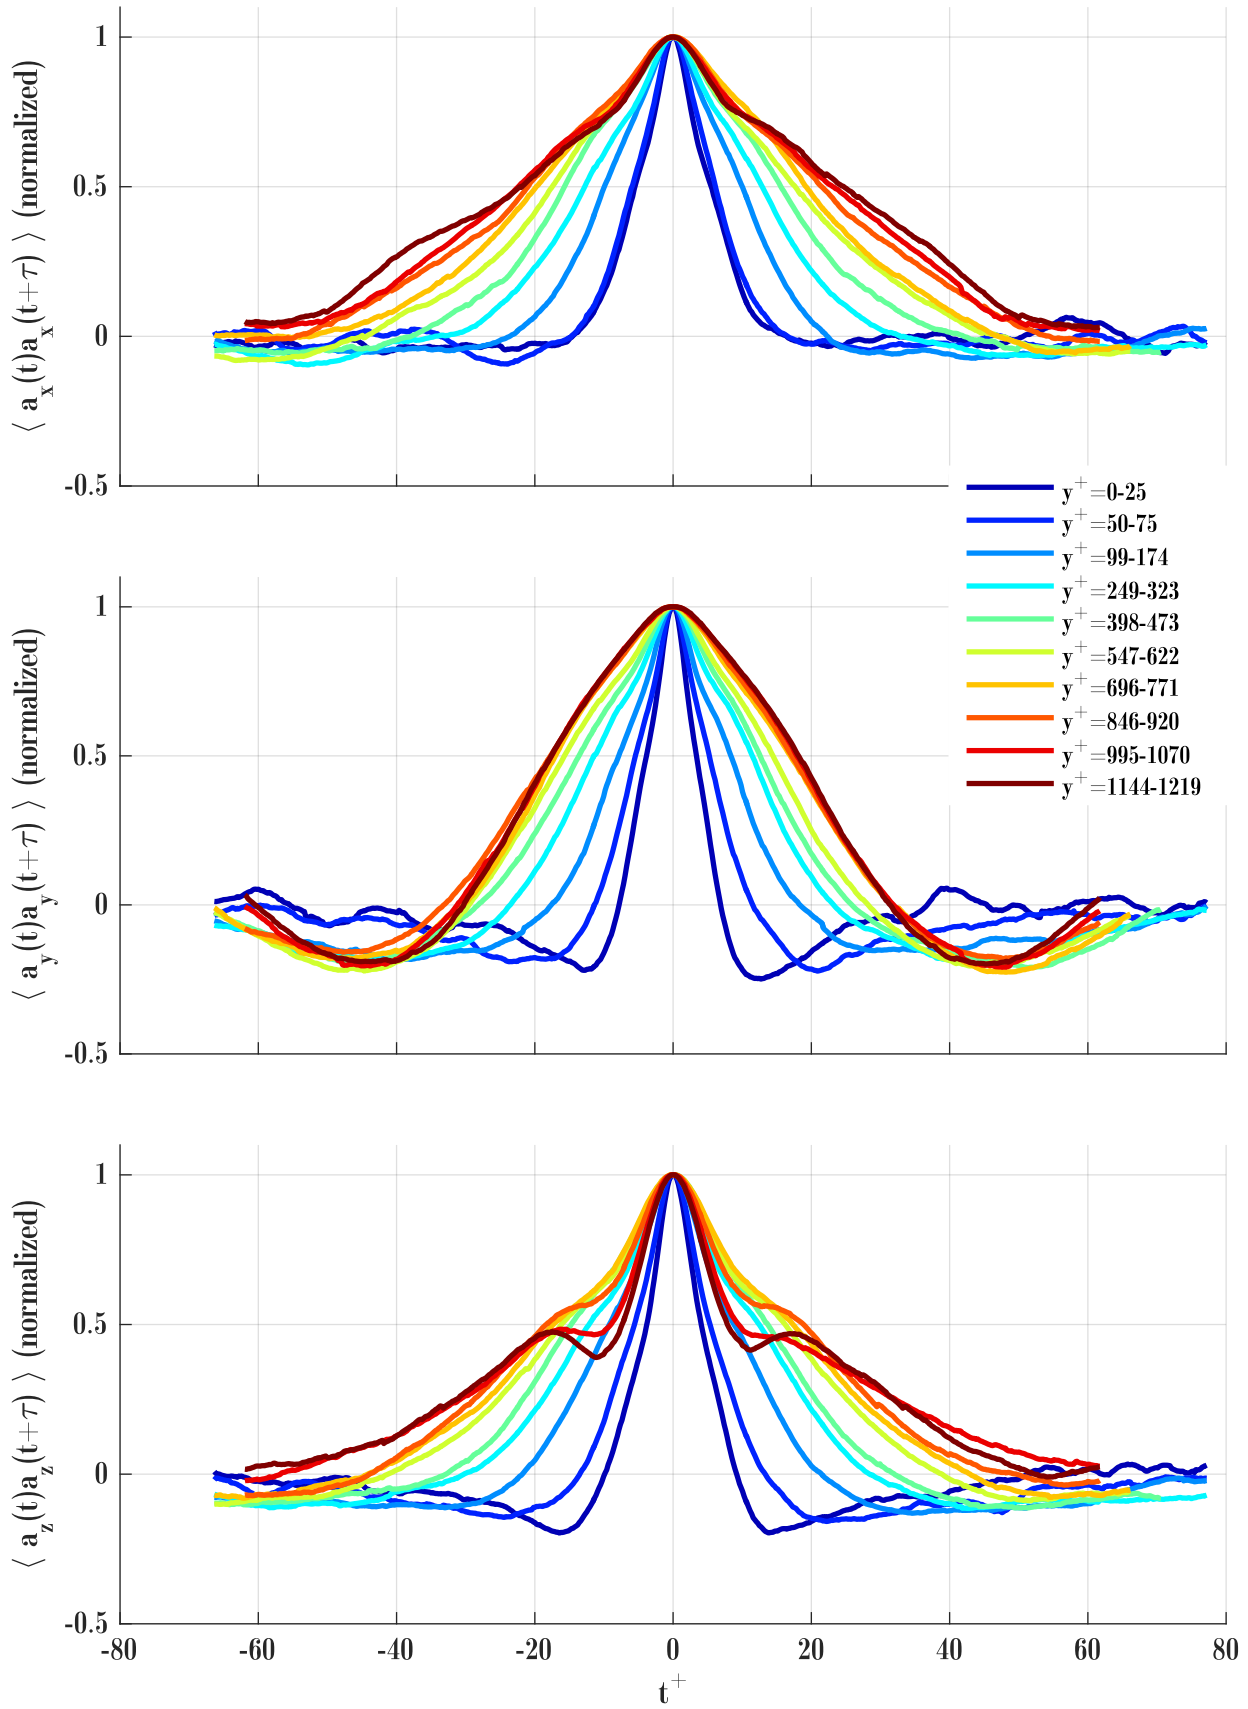 ⟨ a_x(t)a_x(t+τ) ⟩ (normalized)
1
0.5
0
-0.5
y^+=0-25
y^+=50-75
y^+=99-174
y^+=249-323
y^+=398-473
y^+=547-622
y^+=696-771
y^+=846-920
y^+=995-1070
y^+=1144-1219
⟨ a_y(t)a_y(t+τ) ⟩ (normalized)
1
0.5
0
-0.5
⟨ a_z(t)a_z(t+τ) ⟩ (normalized)
1
0.5
0
-0.5
-80 -60 -40 -20 0 20 40 60 80
t^+